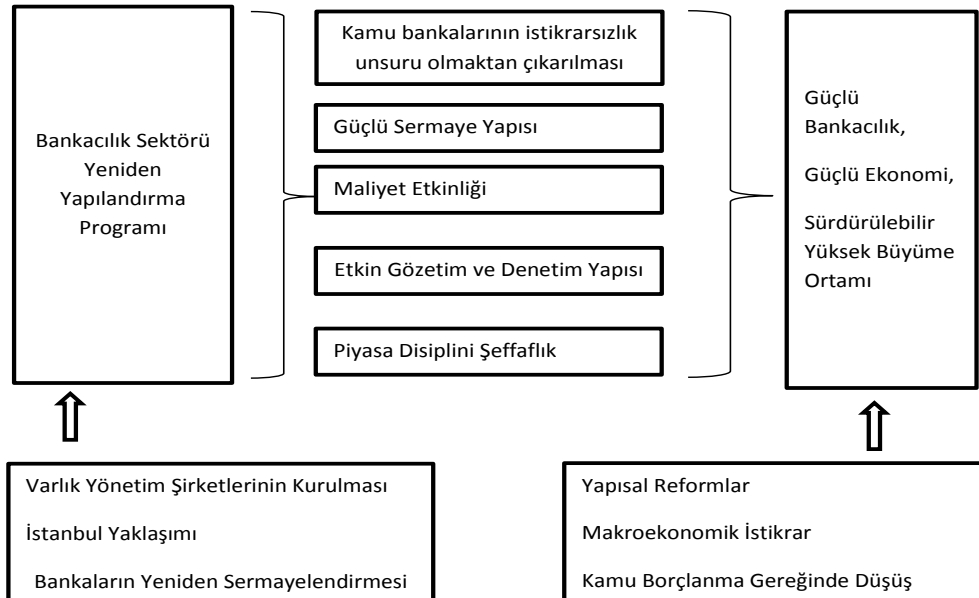 Bankacılık Sektörü
Yeniden
Yapılandırma
Programı
Kamu bankalarının istikrarsızlık
unsuru olmaktan çıkarılması
Güçlü Sermaye Yapısı
Maliyet Etkinliği
Etkin Gözetim ve Denetim Yapısı
Piyasa Disiplini Şeffaflık
Güçlü
Bankacılık,
Güçlü Ekonomi,
Sürdürülebilir
Yüksek Büyüme
Ortamı
Varlık Yönetim Şirketlerinin Kurulması
İstanbul Yaklaşımı
Bankaların Yeniden Sermayelendirmesi
Yapısal Reformlar
Makroekonomik İstikrar
Kamu Borçlanma Gereğinde Düşüş